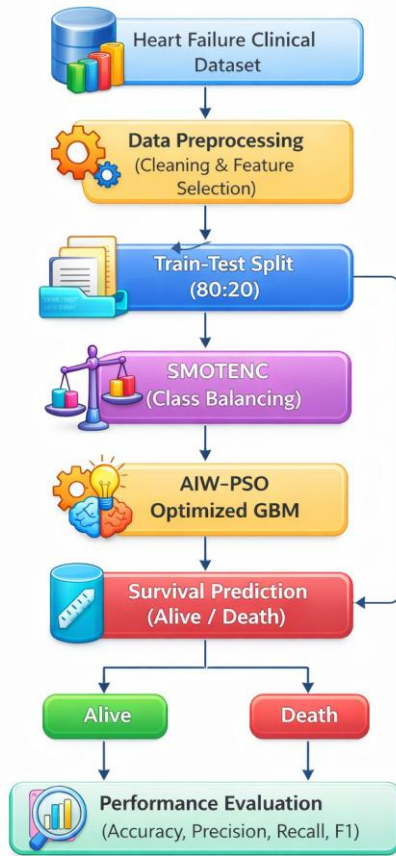 Heart Failure Clinical
Dataset
Data Preprocessing
(Cleaning & Feature
Selection)
Train-Test Split
(80:20)
SMOTENC
(Class Balancing)
AIW-PSO
Optimized GBM
Survival Prediction
(Alive / Death)
Alive
Death
Performance Evaluation
(Accuracy, Precision, Recall, F1)